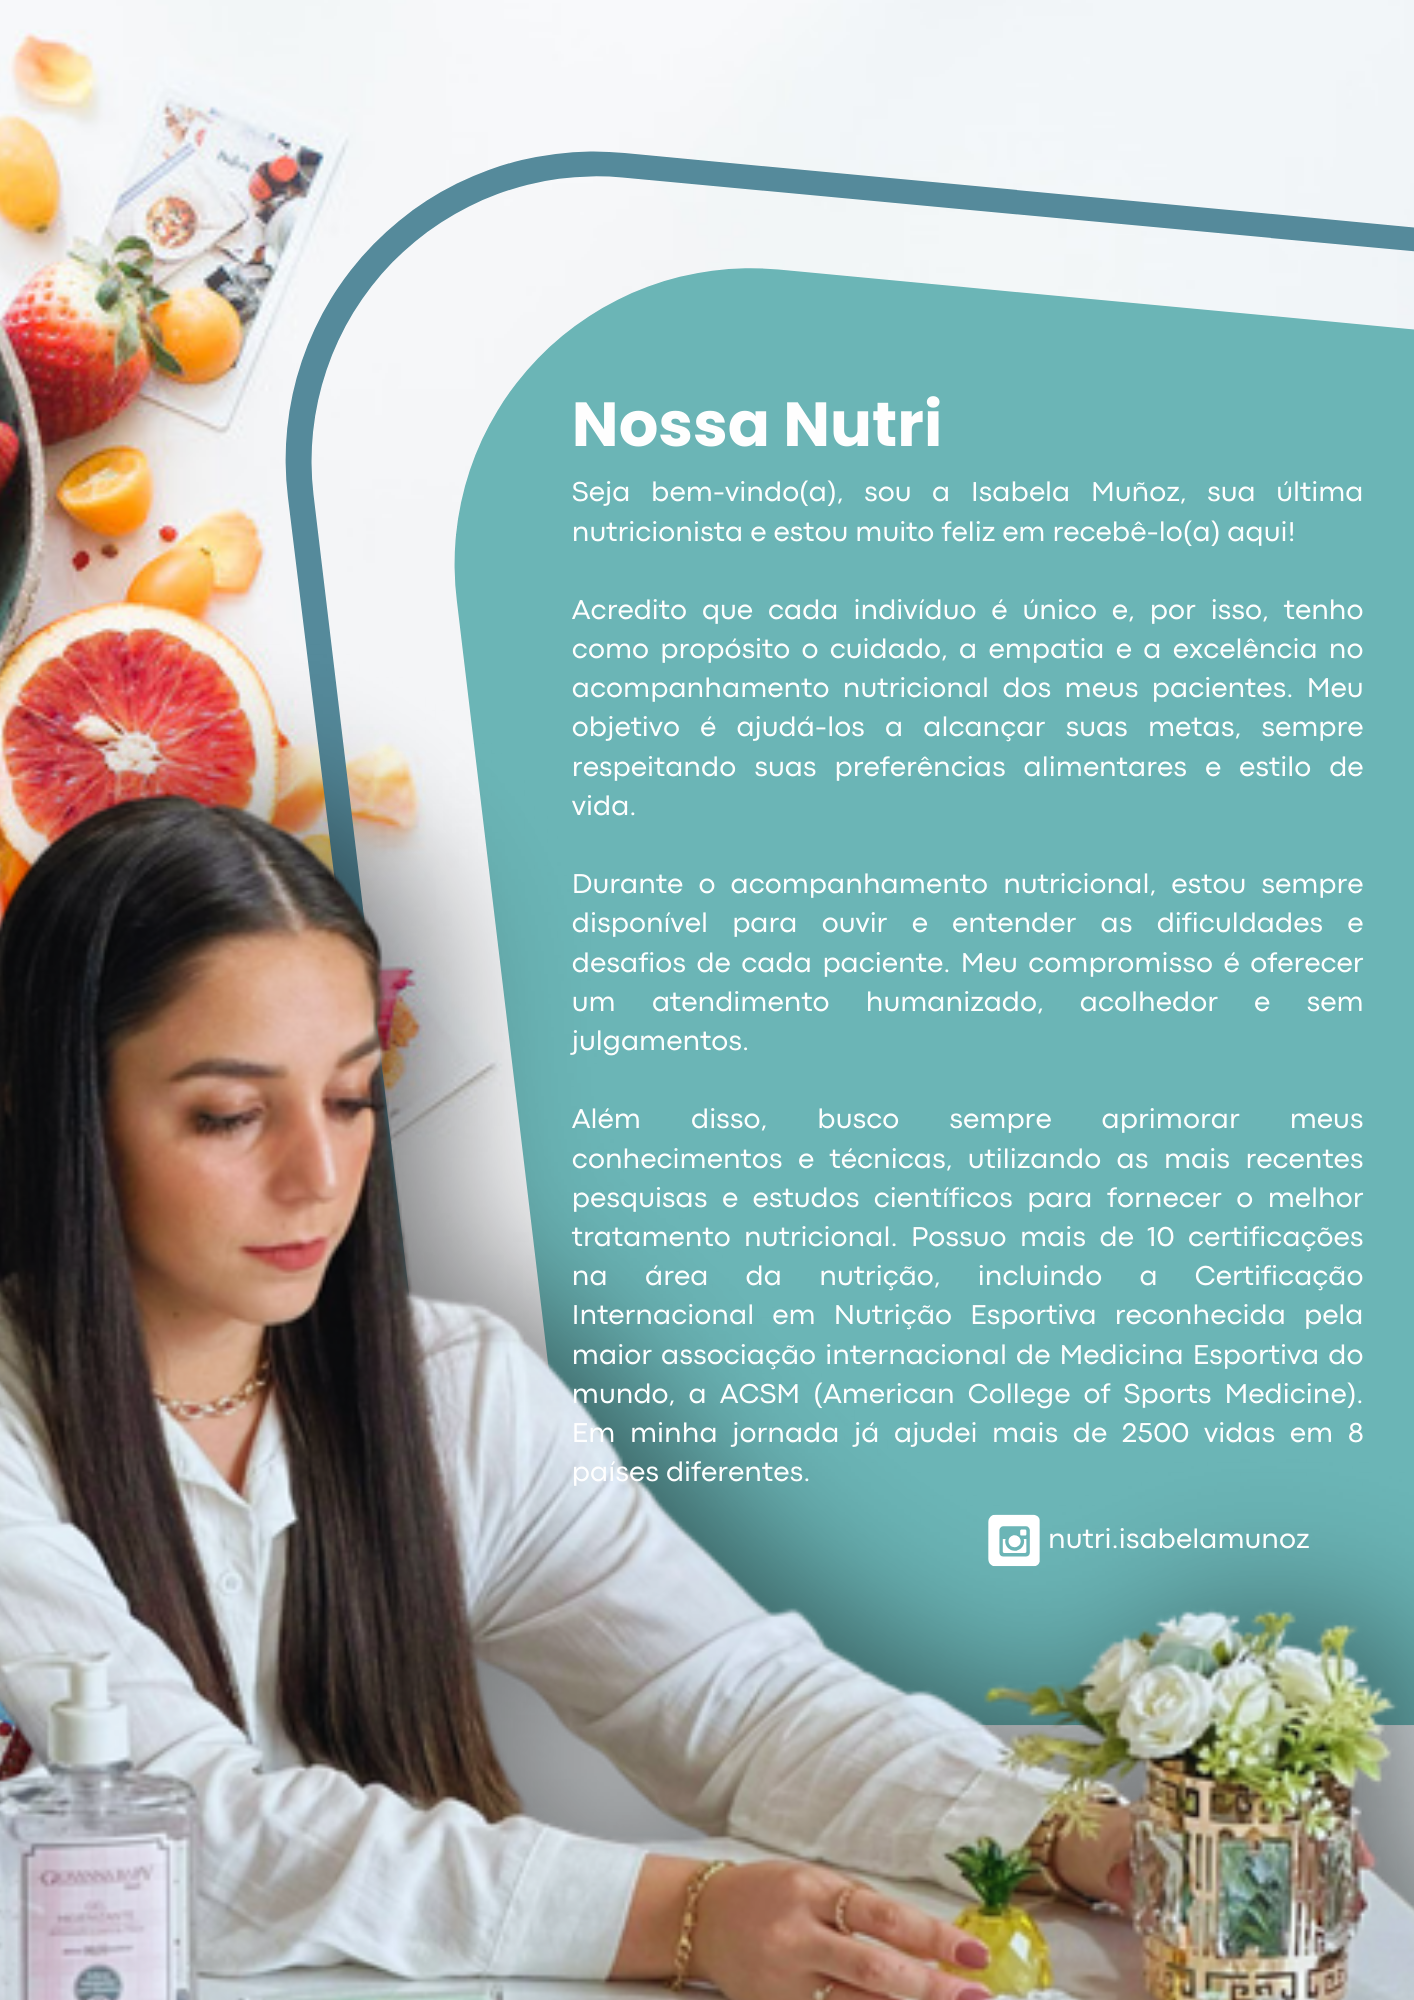 Nossa Nutri
Seja bem-vindo(a), sou a Isabela Muñoz, sua última
nutricionista e estou muito feliz em recebê-lo(a) aqui!
Acredito que cada indivíduo é único e, por isso, tenho
como propósito o cuidado, a empatia e a excelência no
acompanhamento nutricional dos meus pacientes. Meu
objetivo é ajudá-los a alcançar suas metas, sempre
respeitando suas preferências alimentares e estilo de
vida.
Durante o acompanhamento nutricional, estou sempre
disponível para ouvir e entender as dificuldades e
desafios de cada paciente. Meu compromisso é oferecer
um atendimento humanizado, acolhedor e sem
julgamentos.
Além disso, busco sempre aprimorar meus
conhecimentos e técnicas, utilizando as mais recentes
pesquisas e estudos científicos para fornecer o melhor
tratamento nutricional. Possuo mais de 10 certificações
na área da nutrição, incluindo a Certificação
Internacional em Nutrição Esportiva reconhecida pela
maior associação internacional de Medicina Esportiva do
mundo, a ACSM (American College of Sports Medicine).
Em minha jornada já ajudei mais de 2500 vidas em 8
países diferentes.
nutri.isabelamunoz
GIOVANNA BABY